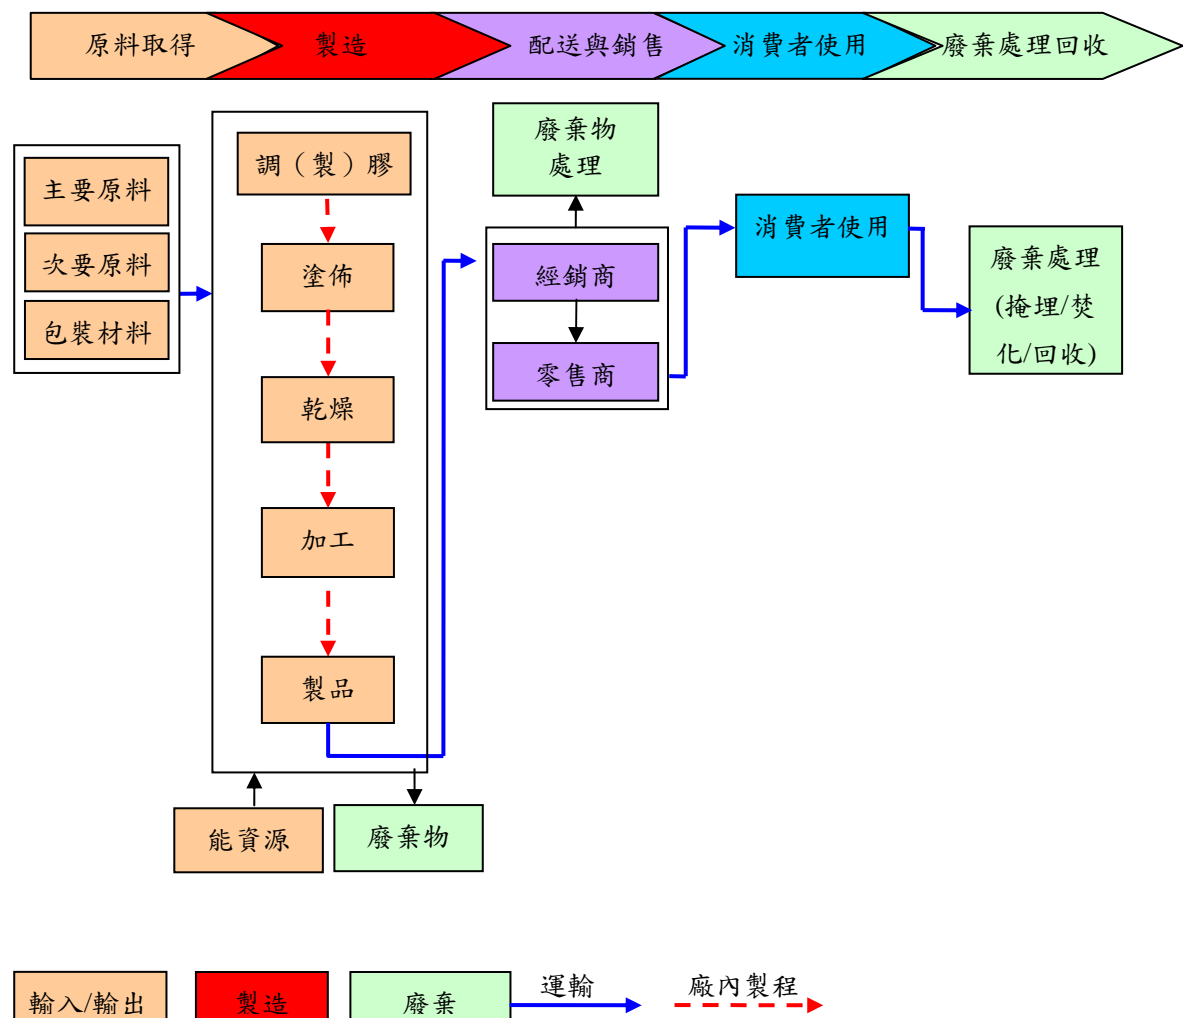 原料取得
製造
配送與銷售
消費者使用
廢棄處理回收
主要原料
次要原料
包裝材料
調（製）膠
塗佈
乾燥
加工
製品
能資源
廢棄物
廢棄物
處理
經銷商
零售商
消費者使用
廢棄處理
(掩埋/焚
化/回收)
輸入/輸出
製造
廢棄
運輸
廠內製程